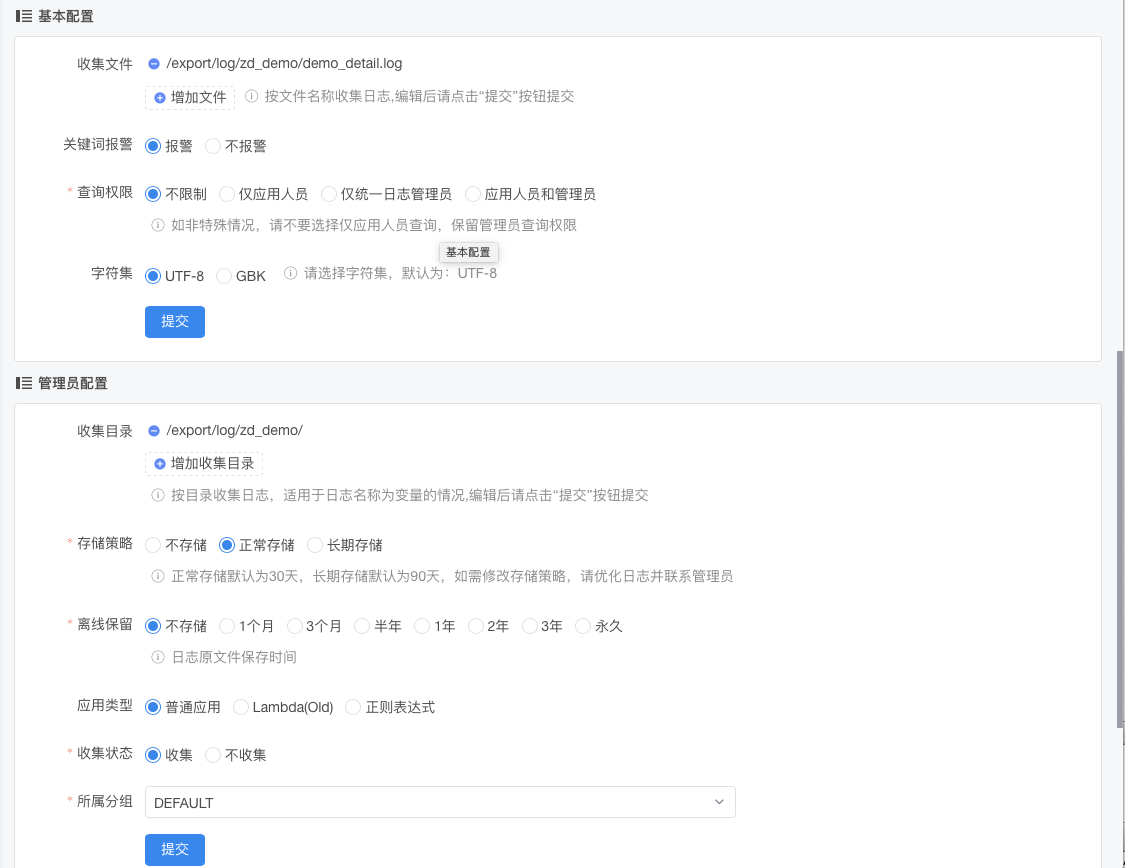 基本配置
收集文件 /export/log/zd_demo/demo_detail.log
增加文件 按文件名称收集日志,编辑后请点击“提交”按钮提交
关键词报警 报警 不报警
* 查询权限 不限制 仅应用人员 仅统一日志管理员 应用人员和管理员
如非特殊情况，请不要选择仅应用人员查询，保留管理员查询权限
基本配置
字符集 UTF-8 GBK 请选择字符集，默认为：UTF-8
提交
管理员配置
收集目录 /export/log/zd_demo/
增加收集目录
按目录收集日志，适用于日志名称为变量的情况,编辑后请点击“提交”按钮提交
* 存储策略 不存储 正常存储 长期存储
正常存储默认为30天，长期存储默认为90天，如需修改存储策略，请优化日志并联系管理员
* 离线保留 不存储 1个月 3个月 半年 1年 2年 3年 永久
日志原文件保存时间
应用类型 普通应用 Lambda(Old) 正则表达式
* 收集状态 收集 不收集
* 所属分组 DEFAULT
提交